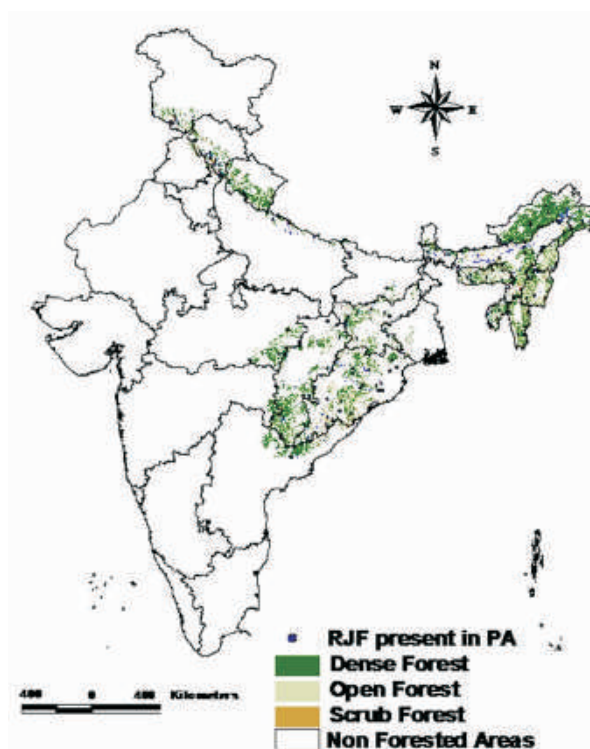 N
W E
S
RJF present in PA
Dense Forest
Open Forest
Scrub Forest
Non Forested Areas
400 0 400 Kilometers